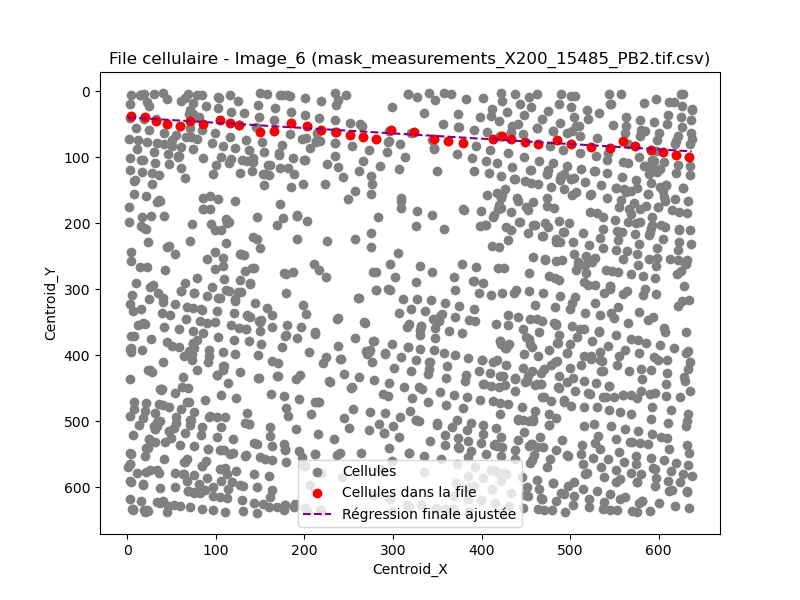 File cellulaire - Image_6 (mask_measurements_X200_15485_PB2.tif.csv)
0
100
200
300
400
500
600
Centroid_Y
Cellules
Cellules dans la file
Régression finale ajustée
0 100 200 300 400 500 600
Centroid_X